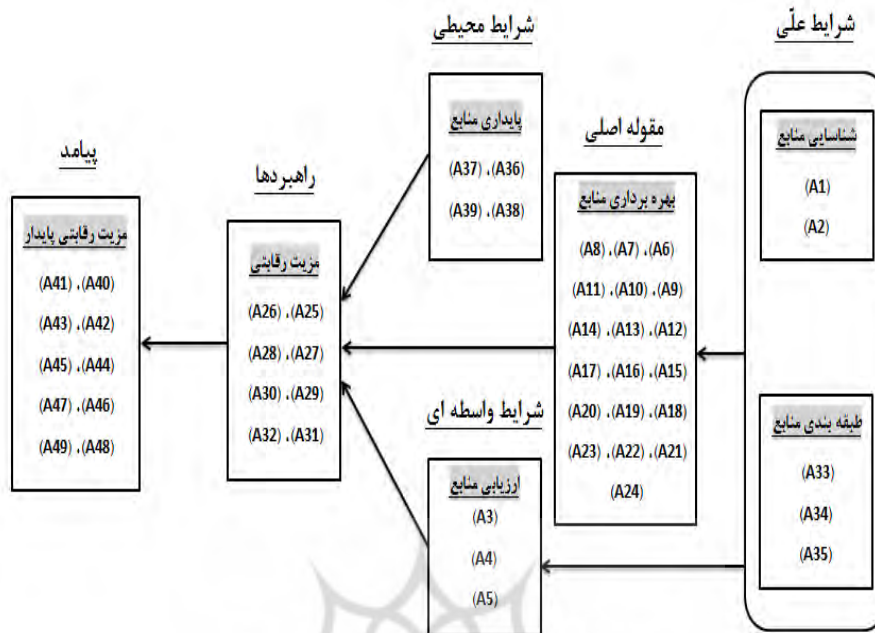 شرایط علّی
شناسایی منابع
(A1)
(A2)
طبقه بندی منابع
(A33)
(A34)
(A35)
مقوله اصلی
بهره برداری منابع
(A6)، (A7)، (A8)
(A9)، (A10)، (A11)
(A12)، (A13)، (A14)
(A15)، (A16)، (A17)
(A18)، (A19)، (A20)
(A21)، (A22)، (A23)
(A24)
شرایط محیطی
پایداری منابع
(A36)، (A37)
(A38)، (A39)
شرایط واسطه ای
ارزیابی منابع
(A3)
(A4)
(A5)
راهبردها
مزیت رقابتی
(A25)، (A26)
(A27)، (A28)
(A29)، (A30)
(A31)، (A32)
پیامد
مزیت رقابتی پایدار
(A40)، (A41)
(A42)، (A43)
(A44)، (A45)
(A46)، (A47)
(A48)، (A49)